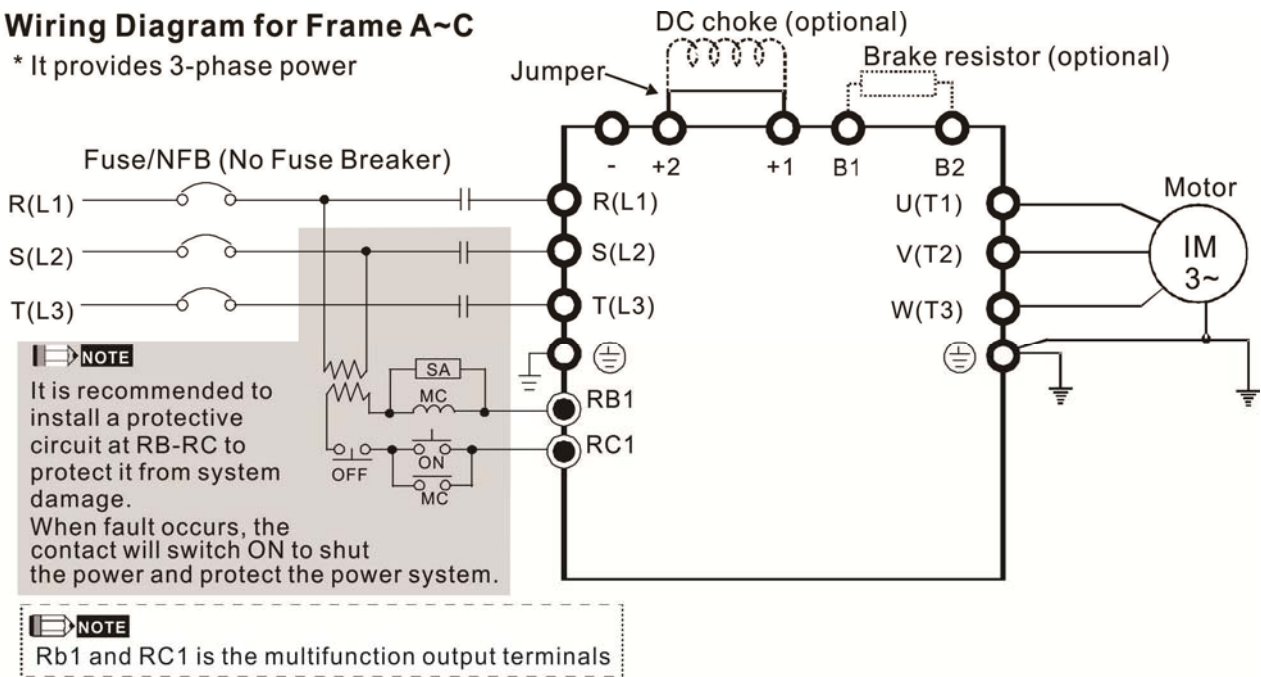 Wiring Diagram for Frame A~C
* It provides 3-phase power
DC choke (optional)
Jumper
Brake resistor (optional)
Fuse/NFB (No Fuse Breaker)
- +2 +1 B1 B2
R(L1)
S(L2)
T(L3)
R(L1)
S(L2)
T(L3)
RB1
RC1
U(T1)
V(T2)
W(T3)
Motor
IM
3~
SA
MC
OFF
ON
MC
NOTE
It is recommended to
install a protective
circuit at RB-RC to
protect it from system
damage.
When fault occurs, the
contact will switch ON to shut
the power and protect the power system.
NOTE
Rb1 and RC1 is the multifunction output terminals